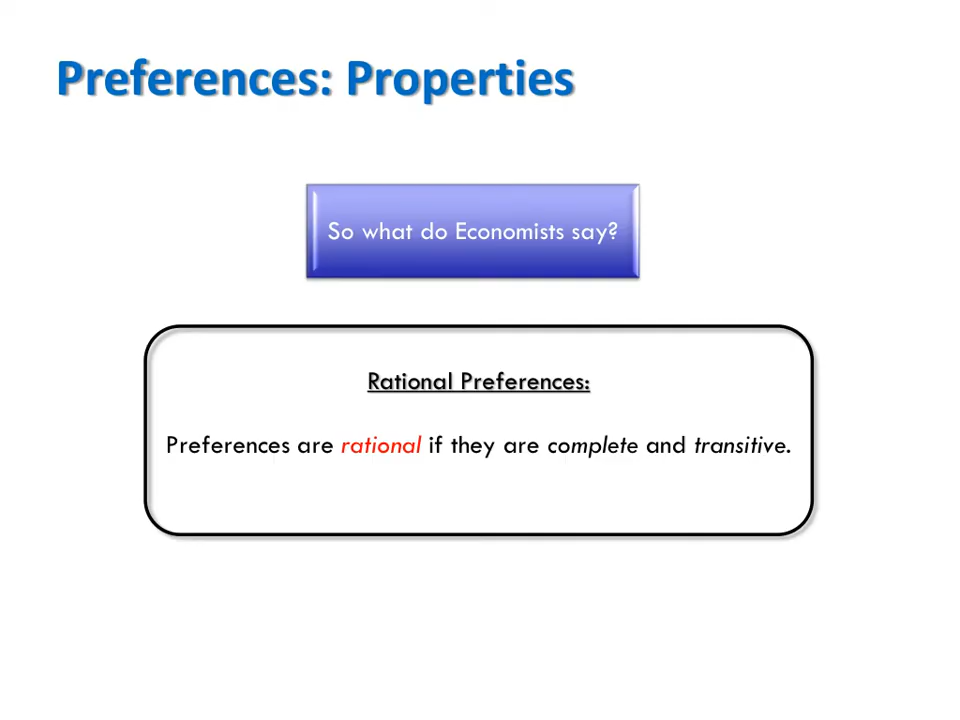 Preferences: Properties
So what do Economists say?
Rational Preferences:
Preferences are rational if they are complete and transitive.